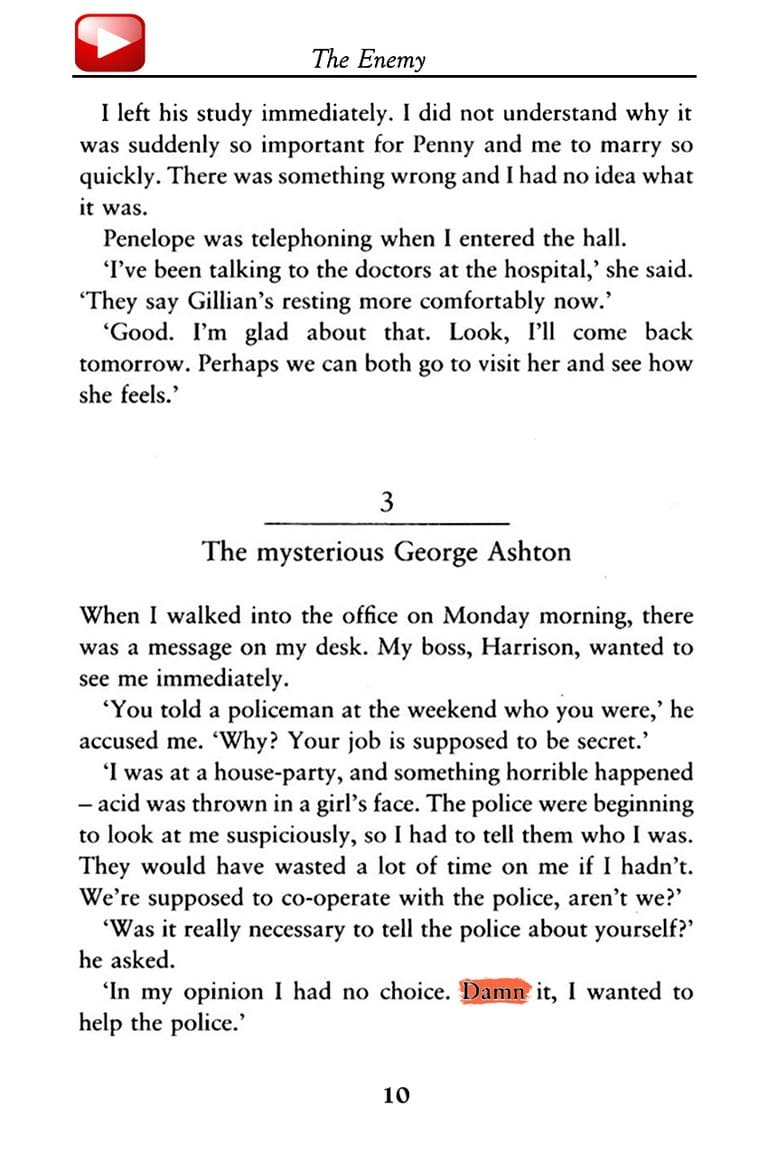 The Enemy
I left his study immediately. I did not understand why it
was suddenly so important for Penny and me to marry so
quickly. There was something wrong and I had no idea what
it was.
Penelope was telephoning when I entered the hall.
‘I’ve been talking to the doctors at the hospital,’ she said.
‘They say Gillian’s resting more comfortably now.’
‘Good. I’m glad about that. Look, I’ll come back
tomorrow. Perhaps we can both go to visit her and see how
she feels.’
3
The mysterious George Ashton
When I walked into the office on Monday morning, there
was a message on my desk. My boss, Harrison, wanted to
see me immediately.
‘You told a policeman at the weekend who you were,’ he
accused me. ‘Why? Your job is supposed to be secret.’
‘I was at a house-party, and something horrible happened
– acid was thrown in a girl’s face. The police were beginning
to look at me suspiciously, so I had to tell them who I was.
They would have wasted a lot of time on me if I hadn’t.
We’re supposed to co-operate with the police, aren’t we?’
‘Was it really necessary to tell the police about yourself?’
he asked.
‘In my opinion I had no choice. Damn it, I wanted to
help the police.’
10